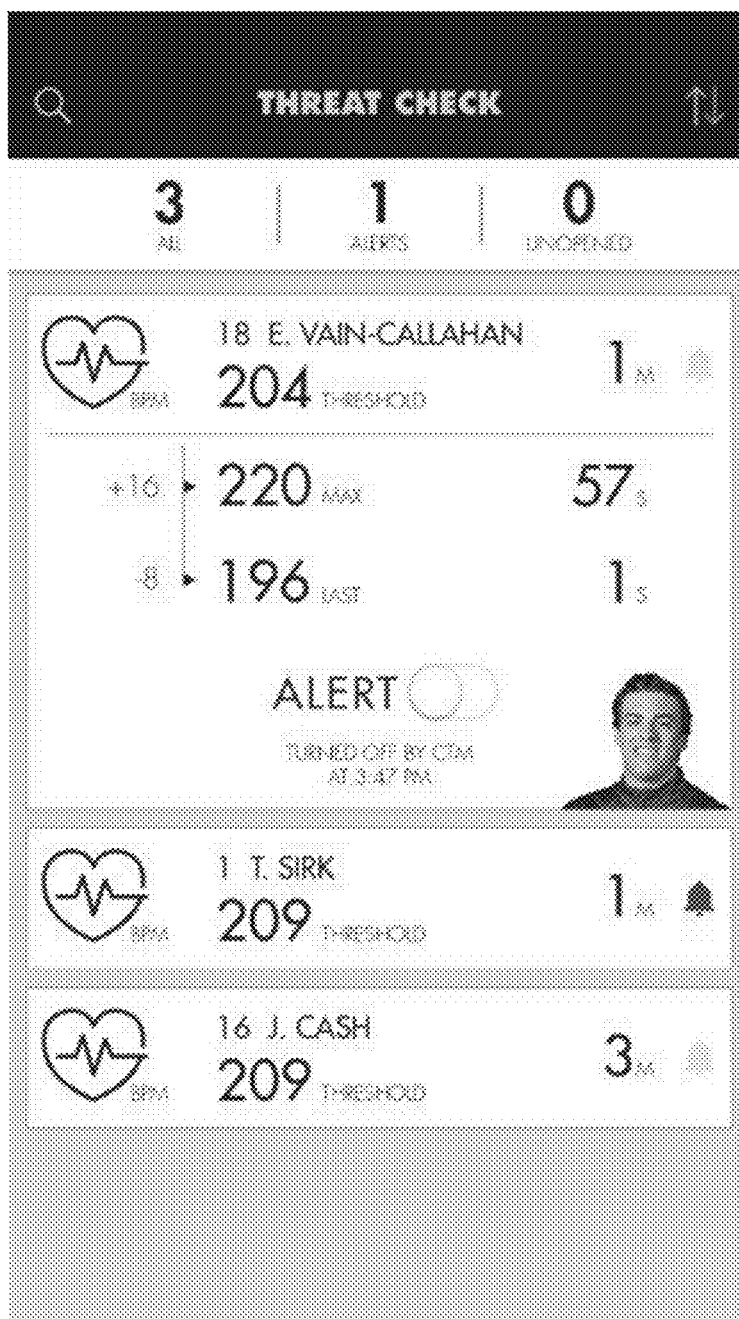 THREAT CHECK
3 1 0
ALL ALERTS UNOPENED
18 E. VAIN-CALLAHAN
BPM 204 THRESHOLD 1 M
+16 220 MAX 57 S
-8 196 LAST 1 S
ALERT
TURNED OFF BY CTM
AT 3:47 PM
1 T. SIRK
BPM 209 THRESHOLD 1 M
16 J. CASH
BPM 209 THRESHOLD 3 M